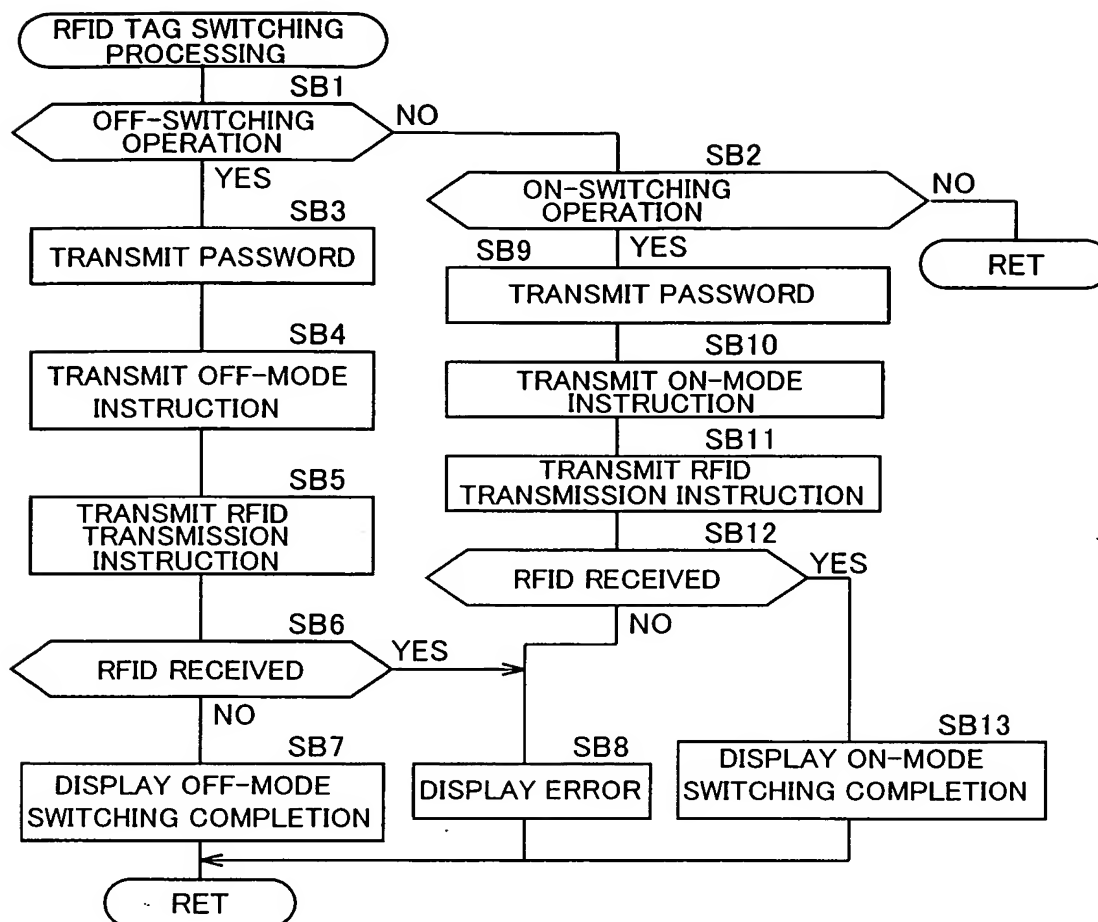 RFID TAG SWITCHING
PROCESSING
SB1
OFF-SWITCHING
OPERATION
NO
YES
SB2
ON-SWITCHING
OPERATION
NO
YES
RET
SB3
TRANSMIT PASSWORD
SB9
TRANSMIT PASSWORD
SB4
TRANSMIT OFF-MODE
INSTRUCTION
SB10
TRANSMIT ON-MODE
INSTRUCTION
SB5
TRANSMIT RFID
TRANSMISSION
INSTRUCTION
SB11
TRANSMIT RFID
TRANSMISSION INSTRUCTION
SB12
RFID RECEIVED
YES
NO
SB6
RFID RECEIVED
YES
NO
SB7
DISPLAY OFF-MODE
SWITCHING COMPLETION
SB8
DISPLAY ERROR
SB13
DISPLAY ON-MODE
SWITCHING COMPLETION
RET